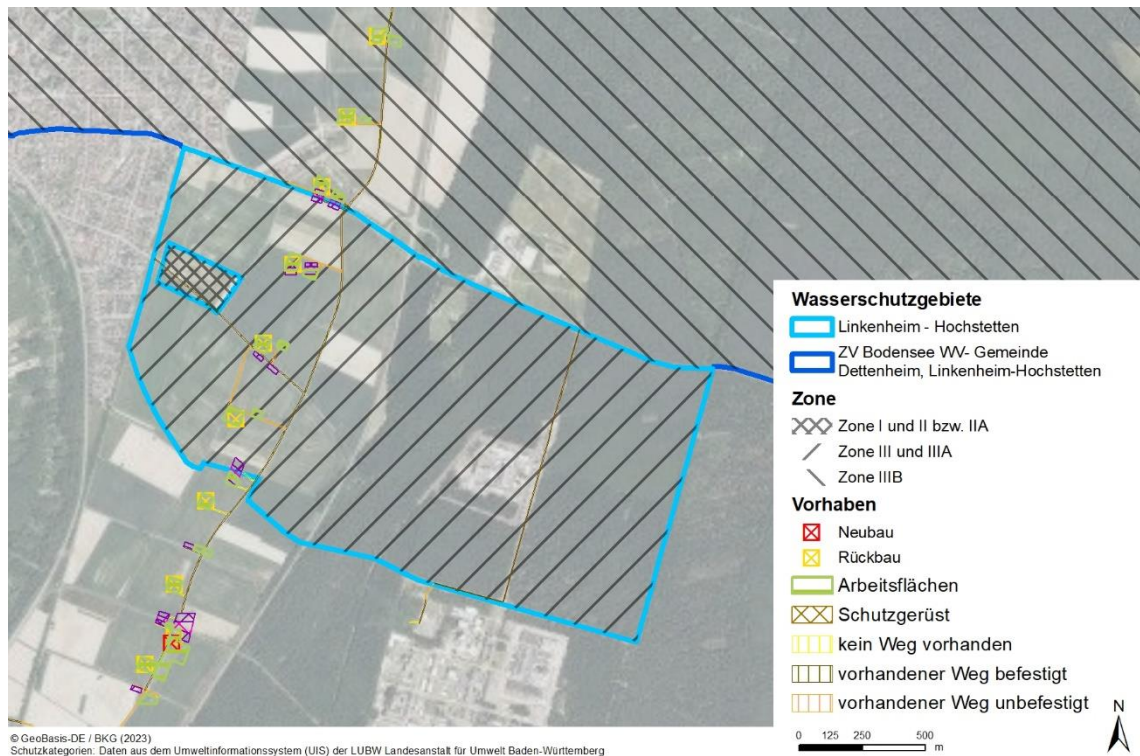 Wasserschutzgebiete
Linkenheim - Hochstetten
ZV Bodensee WV- Gemeinde
Dettenheim, Linkenheim-Hochstetten
Zone
Zone I und II bzw. IIA
Zone III und IIIA
Zone IIIB
Vorhaben
Neubau
Rückbau
Arbeitsflächen
Schutzgerüst
kein Weg vorhanden
vorhandener Weg befestigt
vorhandener Weg unbefestigt
N
0 125 250 500
m
© GeoBasis-DE / BKG (2023)
Schutzkategorien: Daten aus dem Umweltinformationssystem (UIS) der LUBW Landesanstalt für Umwelt Baden-Württemberg